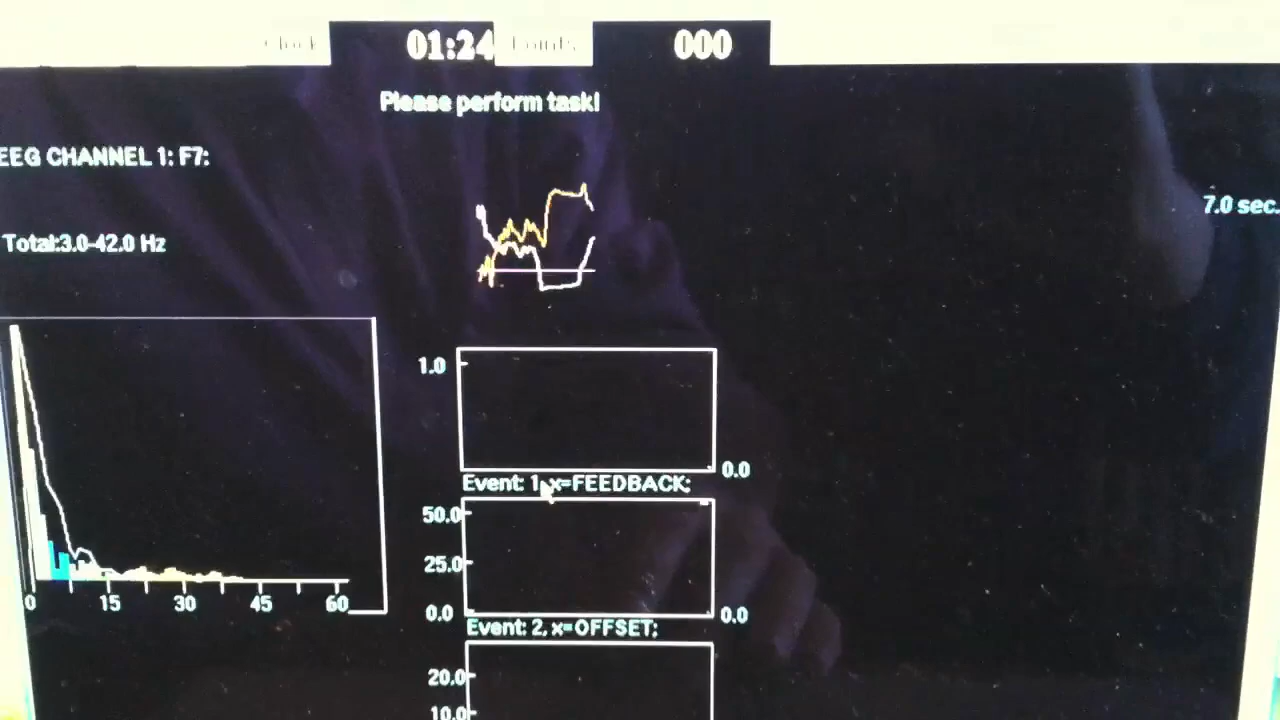 Clock 01:24 Points 000
Please perform task!
EEG CHANNEL 1: F7:
7.0 sec.
Total:3.0-42.0 Hz
1.0
0.0
Event: 1, x=FEEDBACK;
50.0
25.0
0.0
0.0
0 15 30 45 60
Event: 2, x=OFFSET;
20.0
10.0